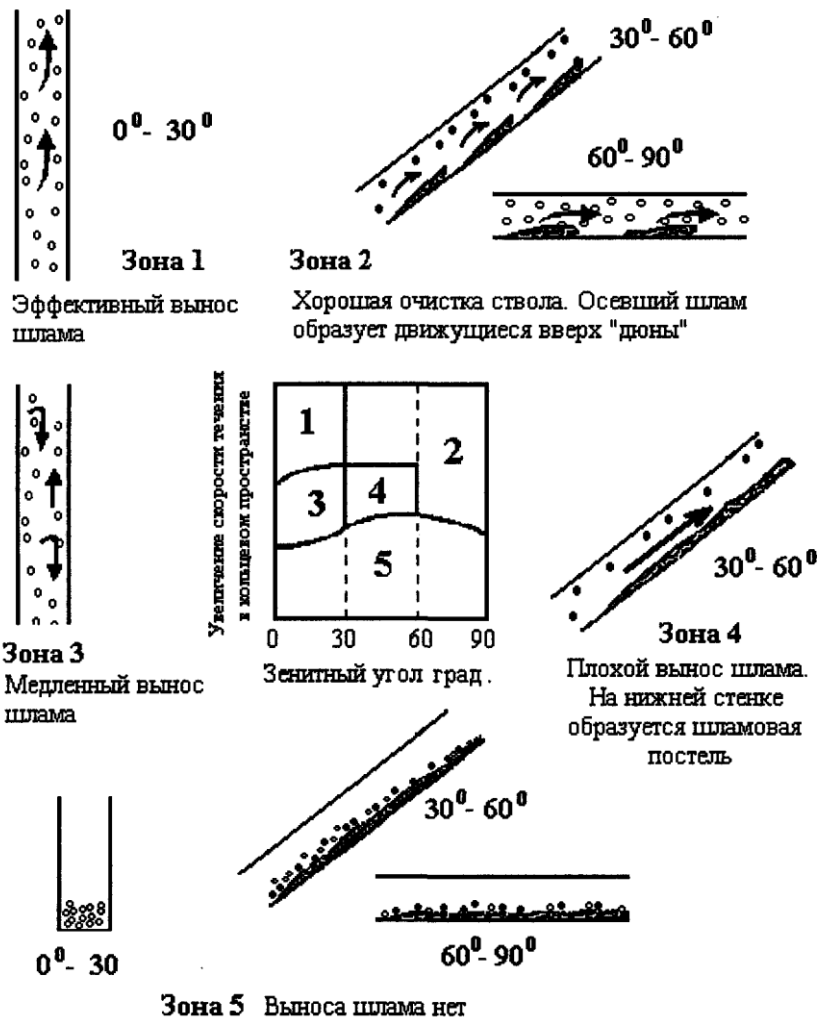 0⁰- 30⁰
30⁰- 60⁰
60⁰- 90⁰
Зона 1
Эффективный вынос
шлама
Зона 2
Хорошая очистка ствола. Осевший шлам
образует движущиеся вверх "дюны"
Зона 3
Медленный вынос
шлама
Увеличение скорости течения
в кольцевом пространстве
1
2
3
4
5
0 30 60 90
Зенитный угол град .
30⁰- 60⁰
Зона 4
Плохой вынос шлама.
На нижней стенке
образуется шламовая
постель
0⁰- 30
30⁰- 60⁰
60⁰- 90⁰
Зона 5 Выноса шлама нет